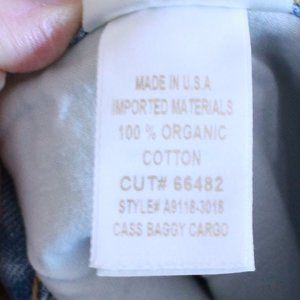 MADE IN U.S.A
IMPORTED MATERIALS
100 % ORGANIC
COTTON
CUT# 66482
STYLE# A9118-3018
CASS BAGGY CARGO